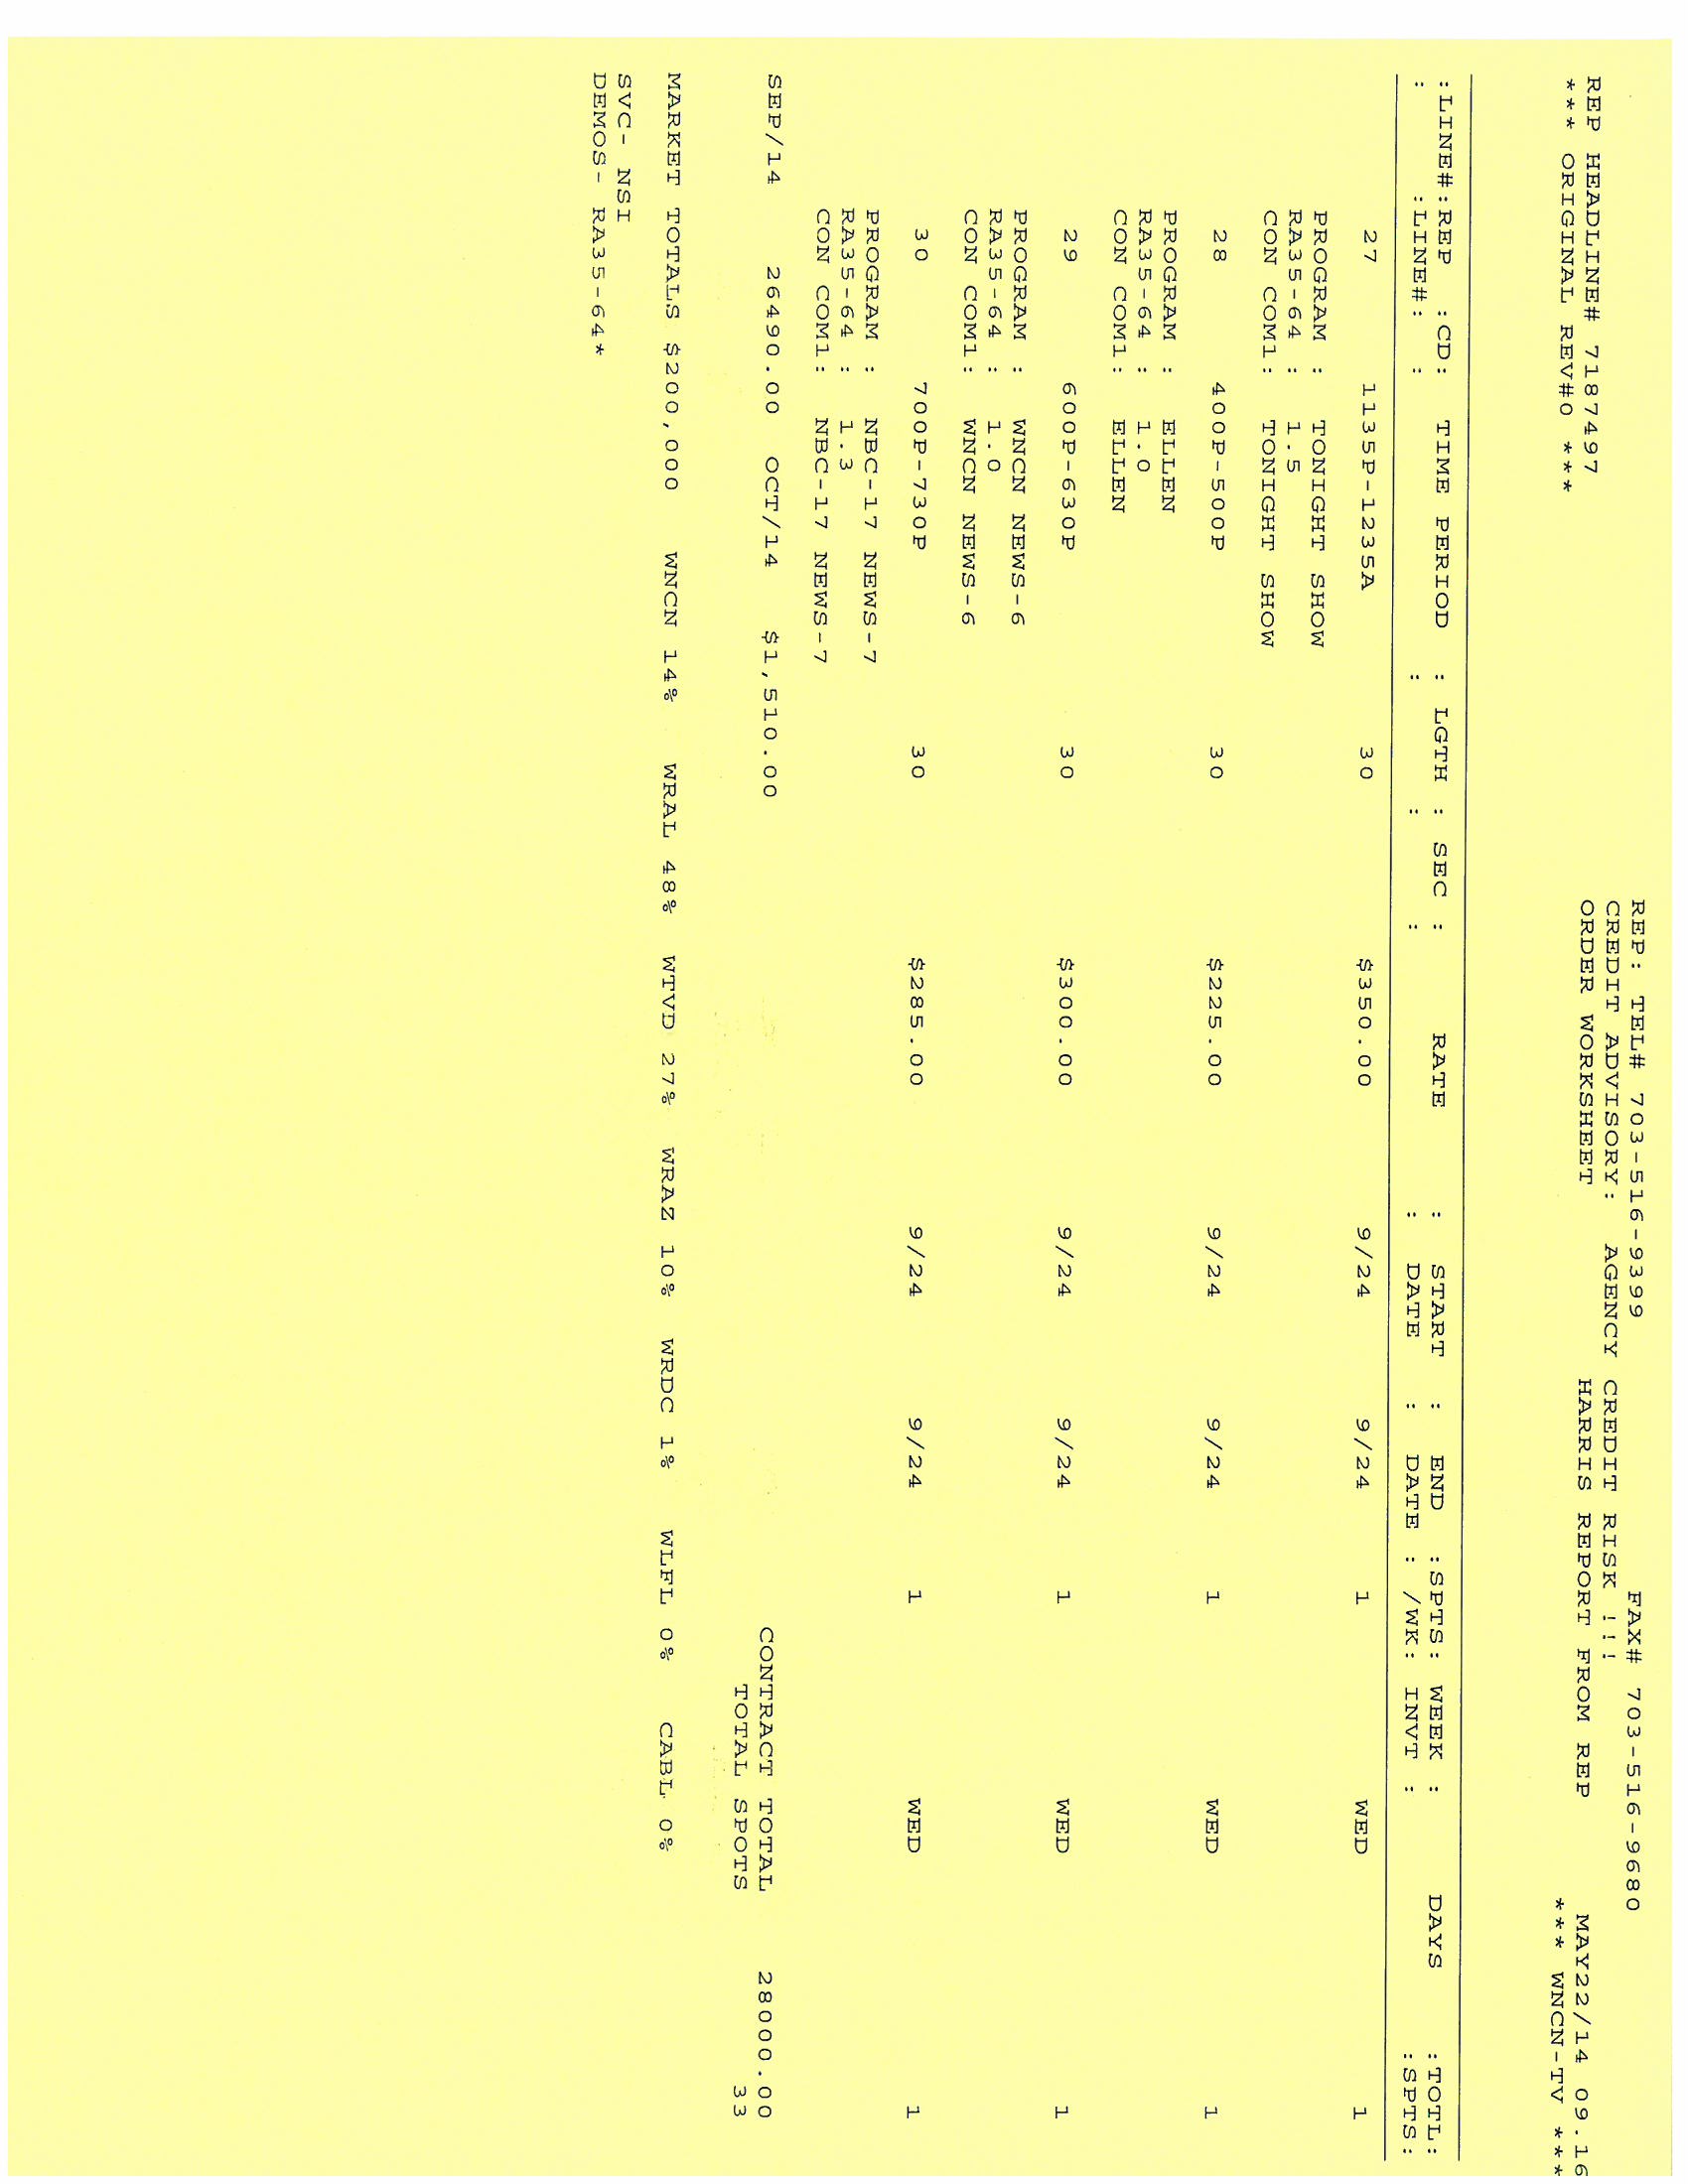 REP: TEL# 703-516-9399 FAX# 703-516-9680
CREDIT ADVISORY: AGENCY CREDIT RISK !!!
REP HEADLINE# 7187497 ORDER WORKSHEET HARRIS REPORT FROM REP MAY22/14 09.16
*** ORIGINAL REV#0 *** *** WNCN-TV ***
:LINE#:REP :CD: TIME PERIOD : LGTH : SEC : RATE : START : END :SPTS: WEEK : DAYS :TOTL:
: :LINE#: : : : : DATE : DATE : /WK: INVT : :SPTS:
27 1135P-1235A 30 $350.00 9/24 9/24 1 WED 1
PROGRAM : TONIGHT SHOW
RA35-64 : 1.5
CON COM1: TONIGHT SHOW
28 400P-500P 30 $225.00 9/24 9/24 1 WED 1
PROGRAM : ELLEN
RA35-64 : 1.0
CON COM1: ELLEN
29 600P-630P 30 $300.00 9/24 9/24 1 WED 1
PROGRAM : WNCN NEWS-6
RA35-64 : 1.0
CON COM1: WNCN NEWS-6
30 700P-730P 30 $285.00 9/24 9/24 1 WED 1
PROGRAM : NBC-17 NEWS-7
RA35-64 : 1.3
CON COM1: NBC-17 NEWS-7
SEP/14 26490.00 OCT/14 $1,510.00 CONTRACT TOTAL 28000.00
TOTAL SPOTS 33
MARKET TOTALS $200,000 WNCN 14% WRAL 48% WTVD 27% WRAZ 10% WRDC 1% WLFL 0% CABL 0%
SVC- NSI
DEMOS- RA35-64*